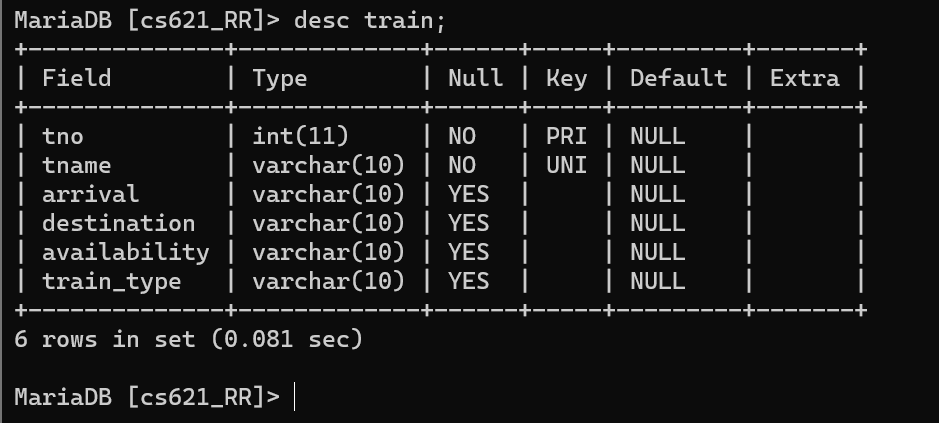 MariaDB [cs621_RR]> desc train;
+--------------+-------------+------+-----+---------+-------+
| Field        | Type        | Null | Key | Default | Extra |
+--------------+-------------+------+-----+---------+-------+
| tno          | int(11)     | NO   | PRI | NULL    |       |
| tname        | varchar(10) | NO   | UNI | NULL    |       |
| arrival      | varchar(10) | YES  |     | NULL    |       |
| destination  | varchar(10) | YES  |     | NULL    |       |
| availability | varchar(10) | YES  |     | NULL    |       |
| train_type   | varchar(10) | YES  |     | NULL    |       |
+--------------+-------------+------+-----+---------+-------+
6 rows in set (0.081 sec)
MariaDB [cs621_RR]>